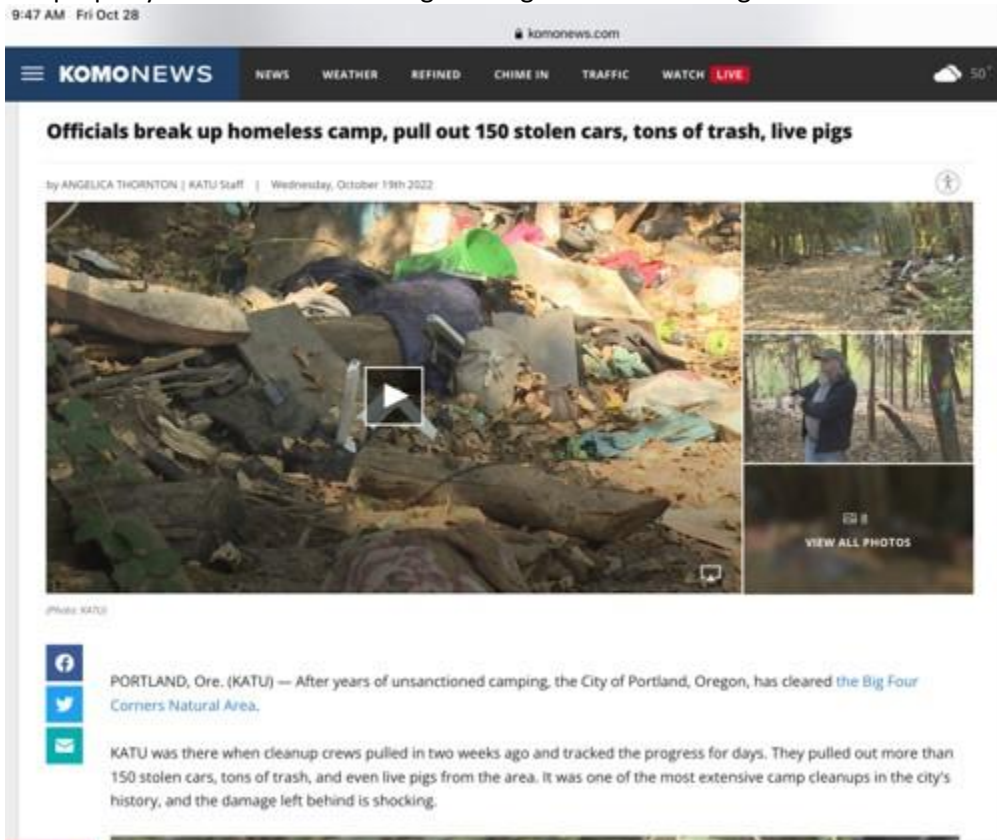 9:47 AM Fri Oct 28
komonews.com
KOMONEWS NEWS WEATHER REFINED CHIME IN TRAFFIC WATCH LIVE 50°
Officials break up homeless camp, pull out 150 stolen cars, tons of trash, live pigs
by ANGELICA THORNTON | KATU Staff | Wednesday, October 19th 2022
8
VIEW ALL PHOTOS
(Photo: KATU)
PORTLAND, Ore. (KATU) — After years of unsanctioned camping, the City of Portland, Oregon, has cleared the Big Four
Corners Natural Area.
KATU was there when cleanup crews pulled in two weeks ago and tracked the progress for days. They pulled out more than
150 stolen cars, tons of trash, and even live pigs from the area. It was one of the most extensive camp cleanups in the city's
history, and the damage left behind is shocking.